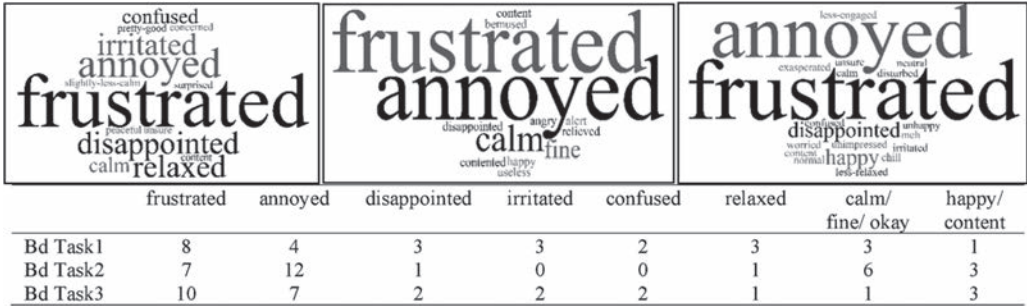 confused
pretty-good concerned
irritated
annoyed
slightly-less-calm surprised
frustrated
peaceful unsure
disappointed
content
calm relaxed
content
bemused
frustrated
annoyed
angry alert
disappointed relieved
calm fine
contented happy
useless
less-engaged
annoyed
exasperated unsure neutral
calm disturbed
frustrated
confused
disappointed unhappy
meh
worried unimpressed irritated
content happy chill
normal
less-relaxed
frustrated annoyed disappointed irritated confused relaxed calm/ happy/
fine/ okay content
Bd Task1 8 4 3 3 2 3 3 1
Bd Task2 7 12 1 0 0 1 6 3
Bd Task3 10 7 2 2 2 1 1 3